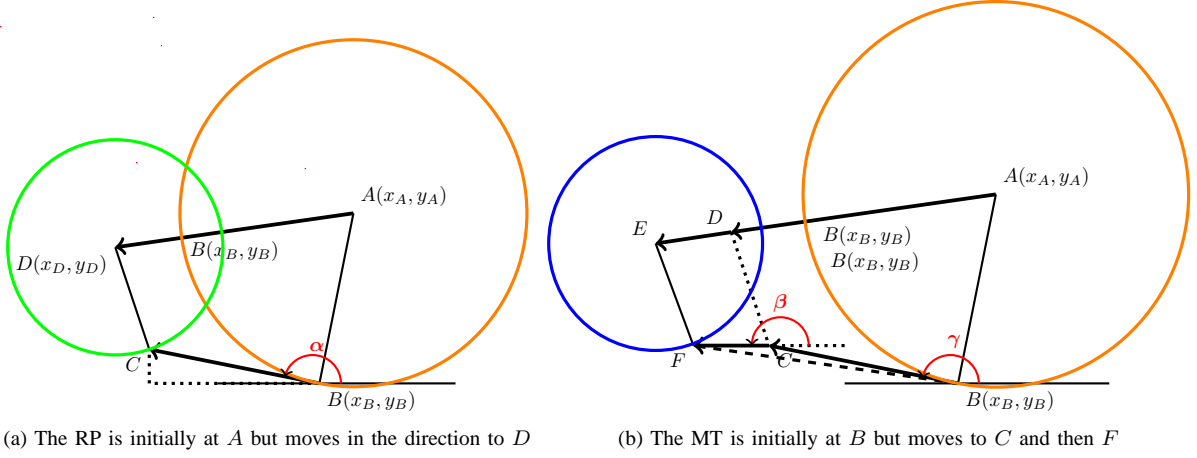 A(x_A, y_A)
B(x_B, y_B)
D(x_D, y_D)
C
α
B(x_B, y_B)
(a) The RP is initially at A but moves in the direction to D
A(x_A, y_A)
D
E
B(x_B, y_B)
B(x_B, y_B)
β
γ
F
C
B(x_B, y_B)
(b) The MT is initially at B but moves to C and then F